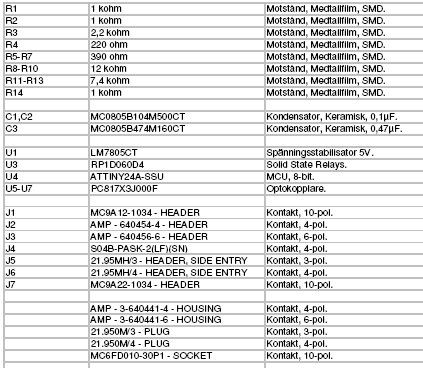 R1 1 kohm Motstånd, Medtallfilm, SMD.
R2 1 kohm Motstånd, Medtallfilm, SMD.
R3 2,2 kohm Motstånd, Medtallfilm, SMD.
R4 220 ohm Motstånd, Medtallfilm, SMD.
R5-R7 390 ohm Motstånd, Medtallfilm, SMD.
R8-R10 12 kohm Motstånd, Medtallfilm, SMD.
R11-R13 7,4 kohm Motstånd, Medtallfilm, SMD.
R14 1 kohm Motstånd, Medtallfilm, SMD.
C1,C2 MC0805B104M500CT Kondensator, Keramisk, 0,1µF.
C3 MC0805B474M160CT Kondensator, Keramisk, 0,47µF.
U1 LM7805CT Spänningsstabilisator 5V.
U3 RP1D060D4 Solid State Relays.
U4 ATTINY24A-SSU MCU, 8-bit.
U5-U7 PC817X3J000F Optokopplare.
J1 MC9A12-1034 - HEADER Kontakt, 10-pol.
J2 AMP - 640454-4 - HEADER Kontakt, 4-pol.
J3 AMP - 640456-6 - HEADER Kontakt, 6-pol.
J4 S04B-PASK-2(LF)(SN) Kontakt, 4-pol.
J5 21.95MH/3 - HEADER, SIDE ENTRY Kontakt, 3-pol.
J6 21.95MH/4 - HEADER, SIDE ENTRY Kontakt, 4-pol.
J7 MC9A22-1034 - HEADER Kontakt, 10-pol.
AMP - 3-640441-4 - HOUSING Kontakt, 4-pol.
AMP - 3-640441-6 - HOUSING Kontakt, 6-pol.
21.950M/3 - PLUG Kontakt, 3-pol.
21.950M/4 - PLUG Kontakt, 4-pol.
MC6FD010-30P1 - SOCKET Kontakt, 10-pol.